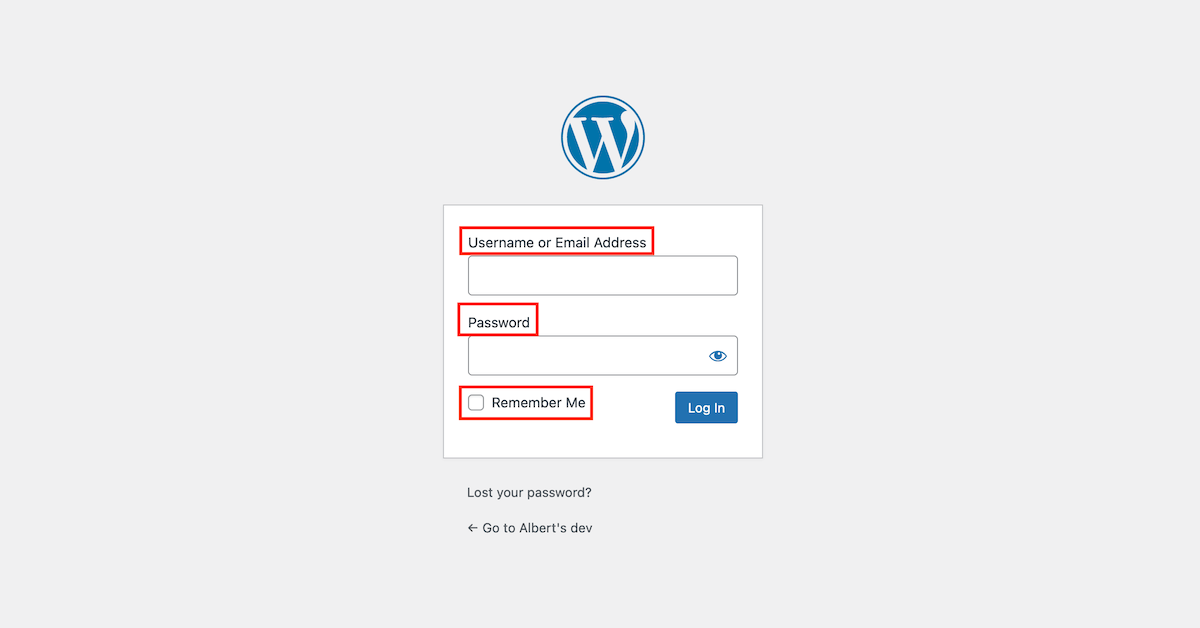 Username or Email Address
Password
Remember Me
Log In
Lost your password?
← Go to Albert's dev